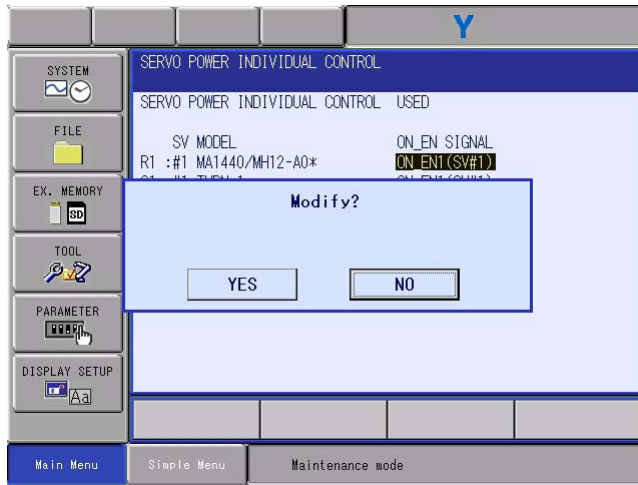 Y
SYSTEM
FILE
EX. MEMORY
SD
TOOL
PARAMETER
DISPLAY SETUP
Aa
SERVO POWER INDIVIDUAL CONTROL
SERVO POWER INDIVIDUAL CONTROL USED
SV MODEL ON_EN SIGNAL
R1 :#1 MA1440/MH12-A0* ON_EN1(SV#1)
Modify?
YES NO
Main Menu Simple Menu Maintenance mode